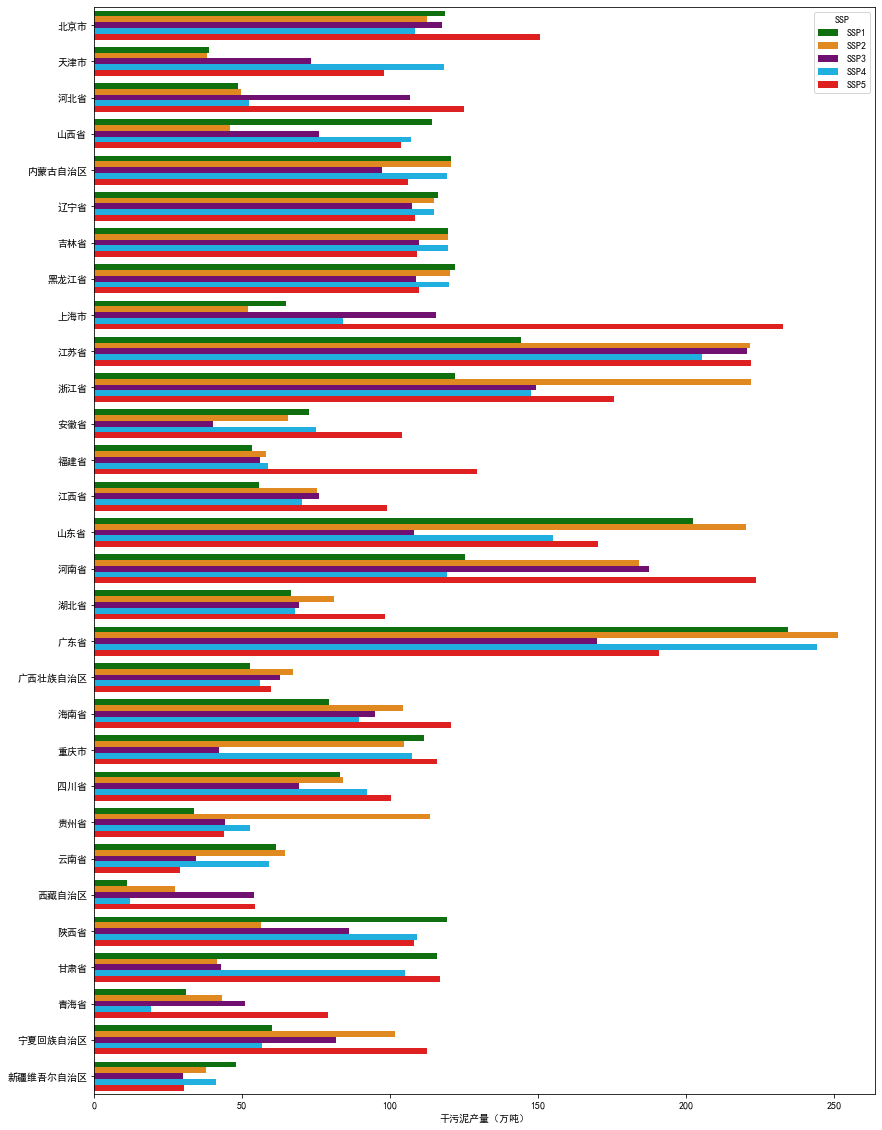 SSP
SSP1
SSP2
SSP3
SSP4
SSP5
北京市
天津市
河北省
山西省
内蒙古自治区
辽宁省
吉林省
黑龙江省
上海市
江苏省
浙江省
安徽省
福建省
江西省
山东省
河南省
湖北省
广东省
广西壮族自治区
海南省
重庆市
四川省
贵州省
云南省
西藏自治区
陕西省
甘肃省
青海省
宁夏回族自治区
新疆维吾尔自治区
0 50 100 150 200 250
干污泥产量（万吨）